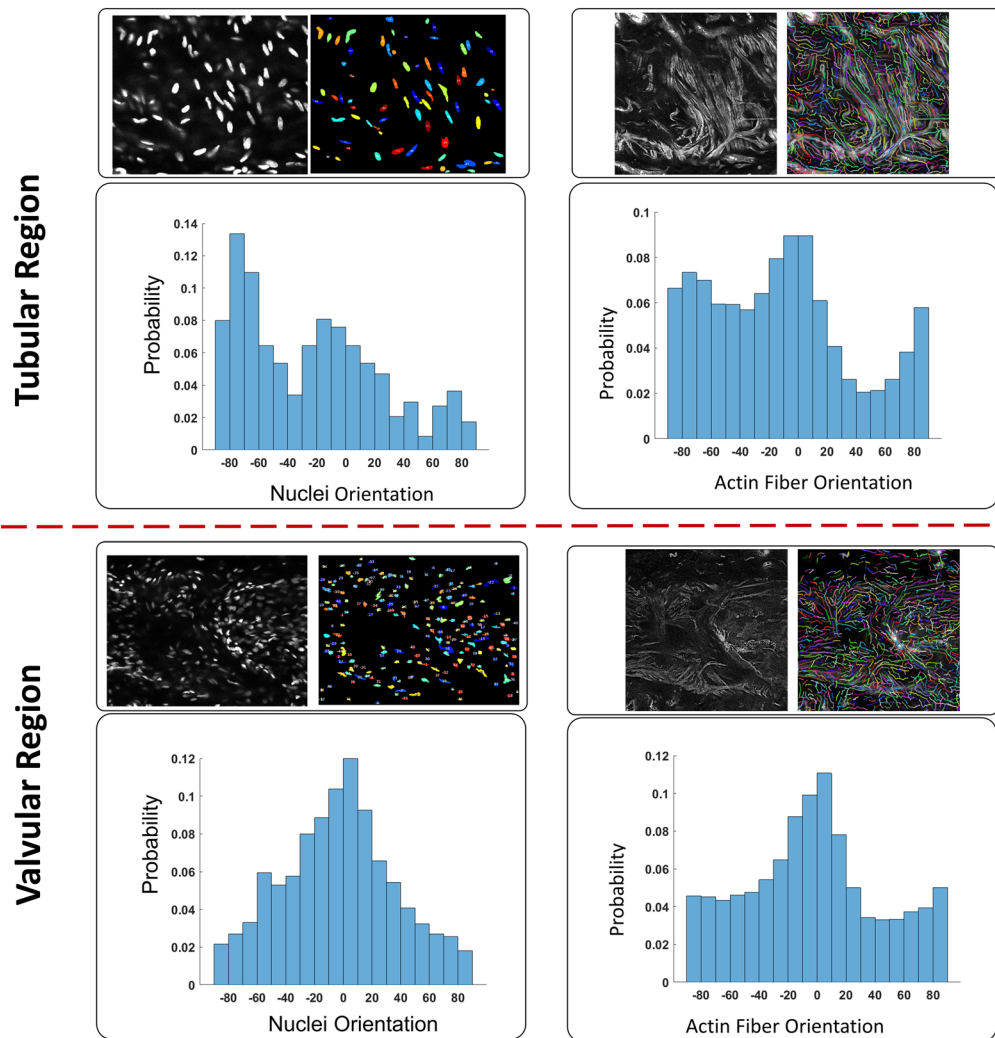 Tubular Region
0.14
0.12
0.1
0.08
0.06
0.04
0.02
0
Probability
-80 -60 -40 -20 0 20 40 60 80
Nuclei Orientation
0.1
0.08
0.06
0.04
0.02
0
Probability
-80 -60 -40 -20 0 20 40 60 80
Actin Fiber Orientation
Valvular Region
0.12
0.1
0.08
0.06
0.04
0.02
0
Probability
-80 -60 -40 -20 0 20 40 60 80
Nuclei Orientation
0.12
0.1
0.08
0.06
0.04
0.02
0
Probability
-80 -60 -40 -20 0 20 40 60 80
Actin Fiber Orientation